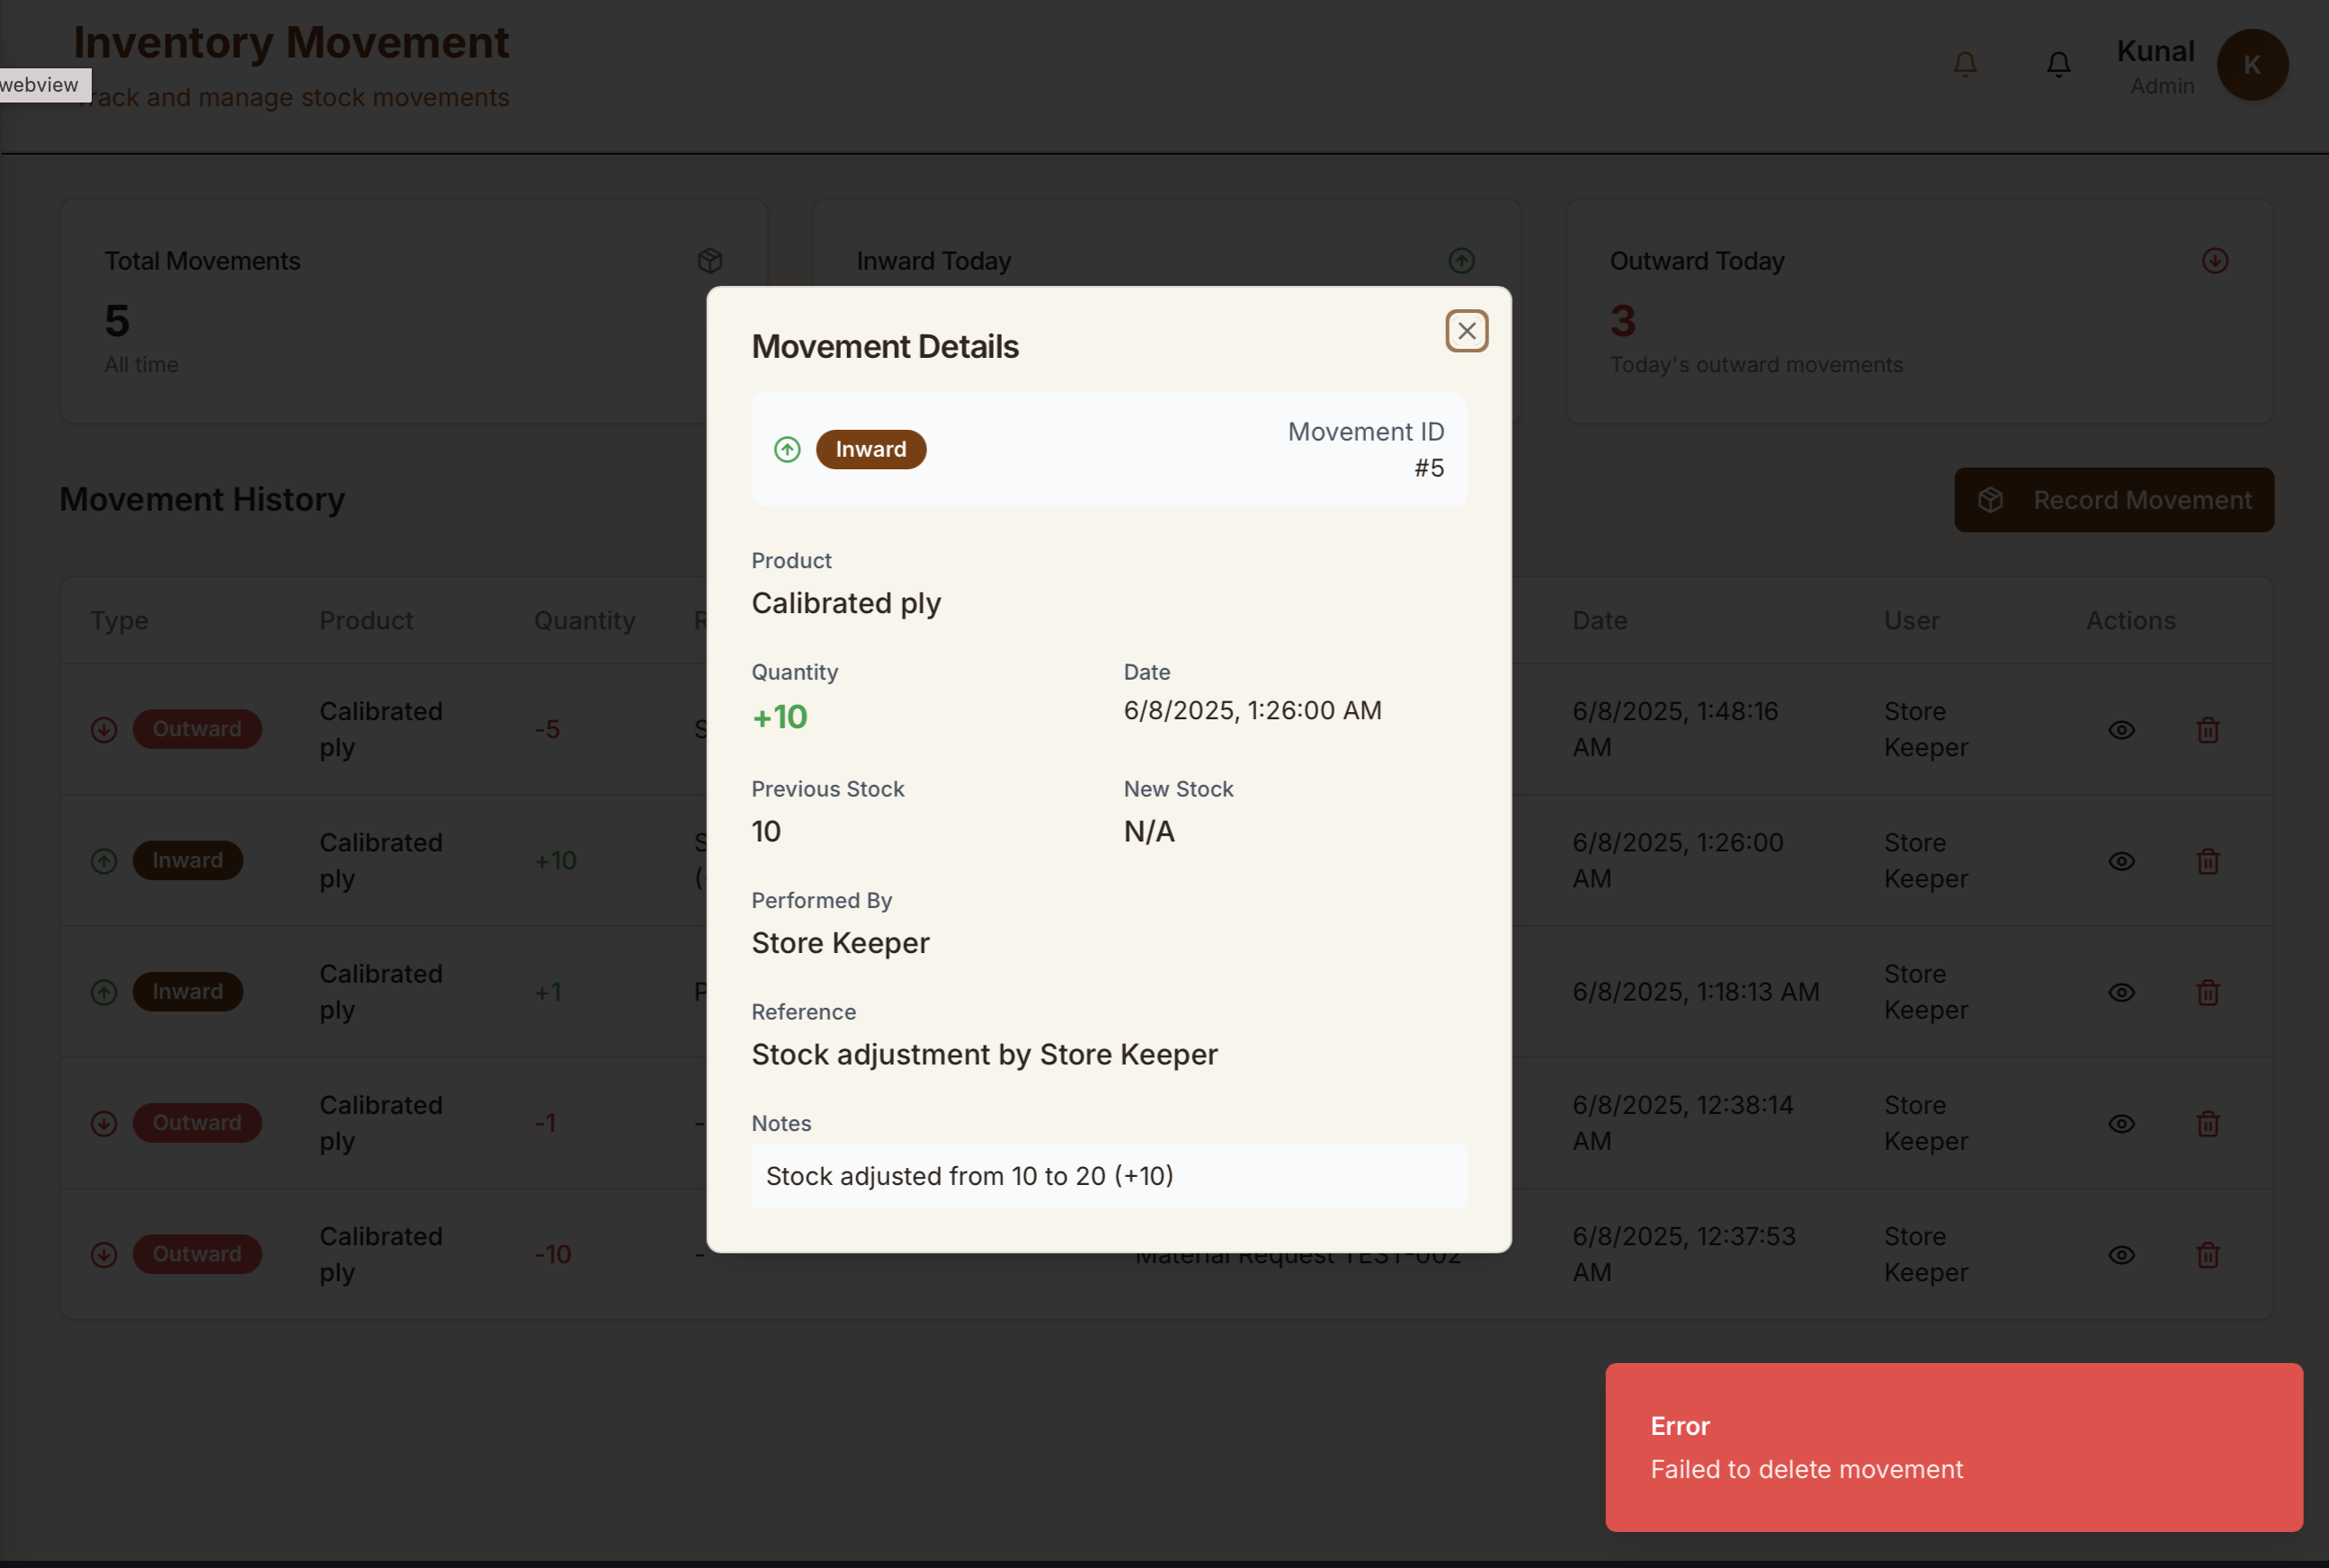 Inventory Movement
webview
rack and manage stock movements
Kunal
Admin
K
Total Movements
5
All time
Inward Today
Outward Today
3
Today's outward movements
Movement History
Record Movement
Type Product Quantity R Date User Actions
Outward Calibrated ply -5 S 6/8/2025, 1:48:16 AM Store Keeper
Inward Calibrated ply +10 S ( 6/8/2025, 1:26:00 AM Store Keeper
Inward Calibrated ply +1 P 6/8/2025, 1:18:13 AM Store Keeper
Outward Calibrated ply -1 - 6/8/2025, 12:38:14 AM Store Keeper
Outward Calibrated ply -10 - Material Request TEST-002 6/8/2025, 12:37:53 AM Store Keeper
Movement Details
Inward
Movement ID
#5
Product
Calibrated ply
Quantity
+10
Date
6/8/2025, 1:26:00 AM
Previous Stock
10
New Stock
N/A
Performed By
Store Keeper
Reference
Stock adjustment by Store Keeper
Notes
Stock adjusted from 10 to 20 (+10)
Error
Failed to delete movement